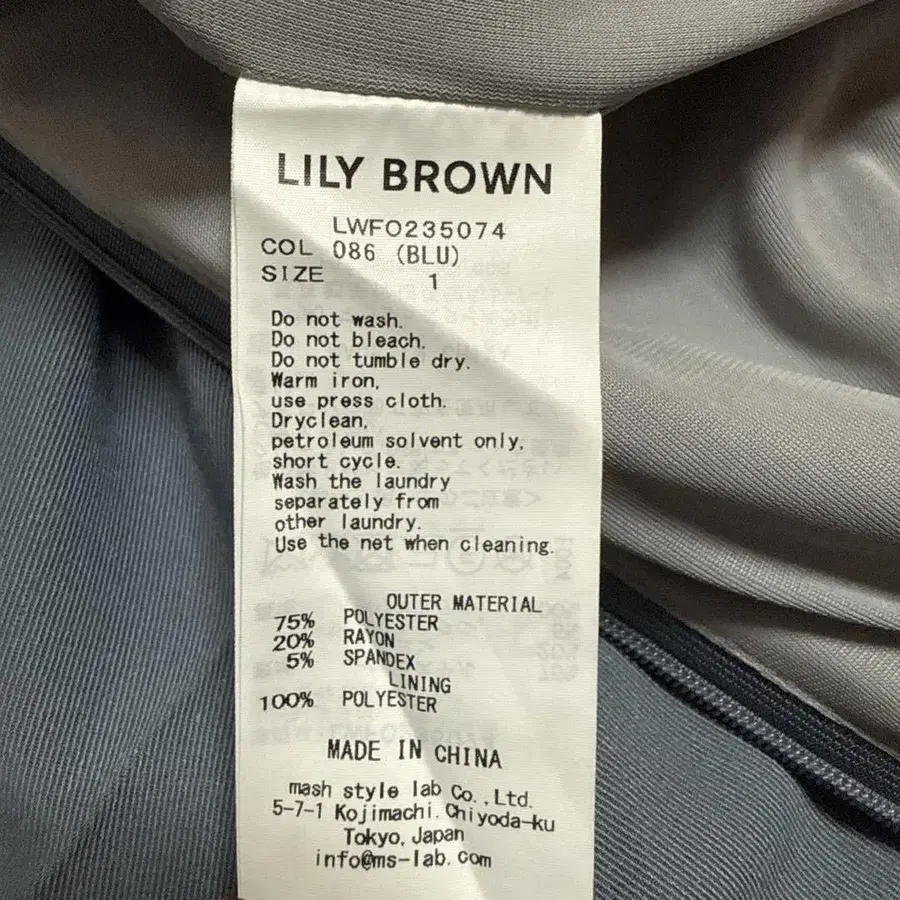 LILY BROWN
LWFO235074
COL 086 (BLU)
SIZE 1
Do not wash.
Do not bleach.
Do not tumble dry.
Warm iron,
use press cloth.
Dryclean,
petroleum solvent only,
short cycle.
Wash the laundry
separately from
other laundry.
Use the net when cleaning.
OUTER MATERIAL
75% POLYESTER
20% RAYON
5% SPANDEX
LINING
100% POLYESTER
MADE IN CHINA
mash style lab Co.,Ltd.
5-7-1 Kojimachi, Chiyoda-ku
Tokyo, Japan
info@ms-lab.com